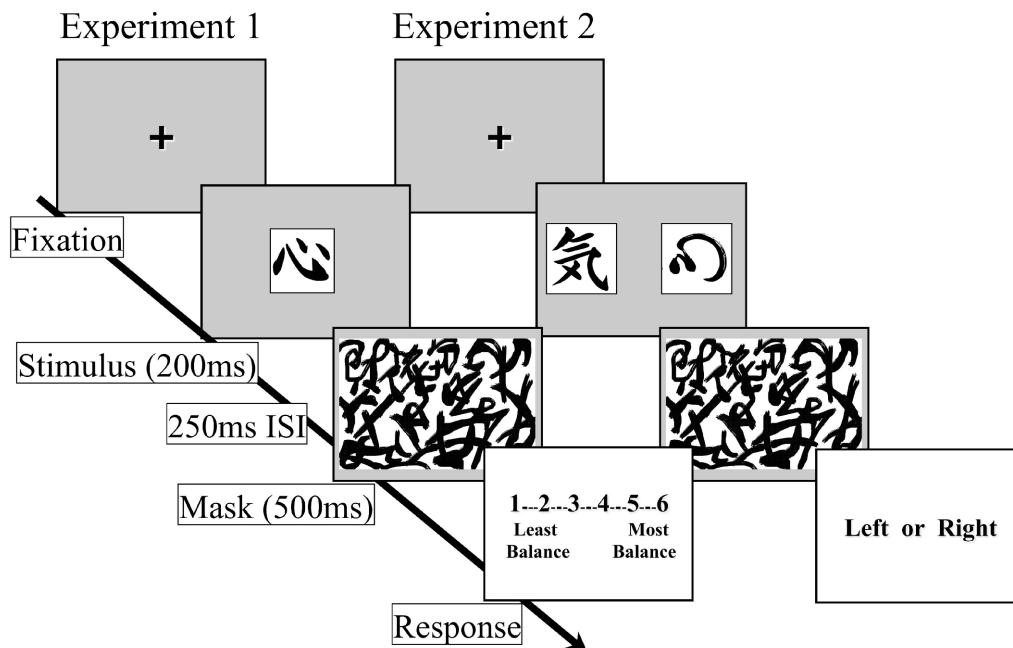 Experiment 1
Experiment 2
+
+
Fixation
心
気 の
Stimulus (200ms)
250ms ISI
Mask (500ms)
1---2---3---4---5---6
Least Most
Balance Balance
Left or Right
Response